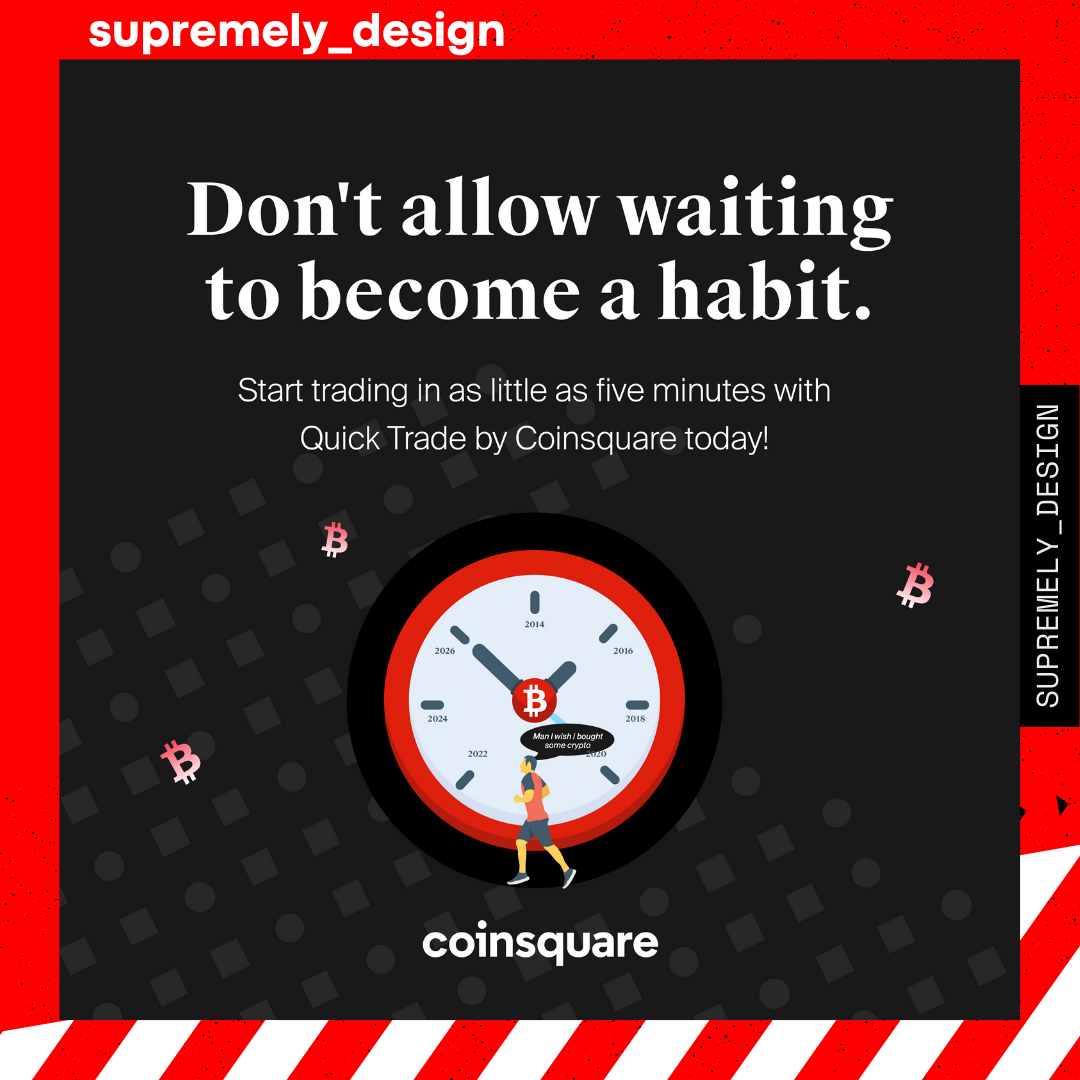 supremely_design
Don't allow waiting
to become a habit.
Start trading in as little as five minutes with
Quick Trade by Coinsquare today!
SUPREMELY_DESIGN
2014
2026
2016
2024
2018
Man I wish i bought
some crypto
2022
2020
coinsquare